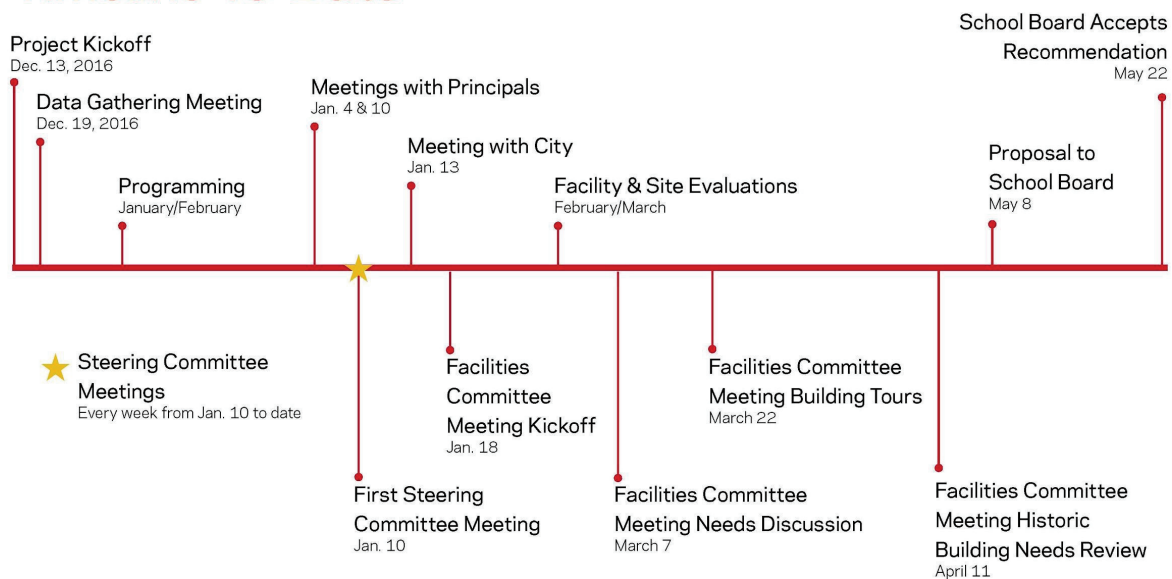 School Board Accepts
Recommendation
May 22
Project Kickoff
Dec. 13, 2016
Data Gathering Meeting
Dec. 19, 2016
Programming
January/February
Meetings with Principals
Jan. 4 & 10
Meeting with City
Jan. 13
Facility & Site Evaluations
February/March
Proposal to
School Board
May 8
Steering Committee
Meetings
Every week from Jan. 10 to date
First Steering
Committee Meeting
Jan. 10
Facilities
Committee
Meeting Kickoff
Jan. 18
Facilities Committee
Meeting Needs Discussion
March 7
Facilities Committee
Meeting Building Tours
March 22
Facilities Committee
Meeting Historic
Building Needs Review
April 11